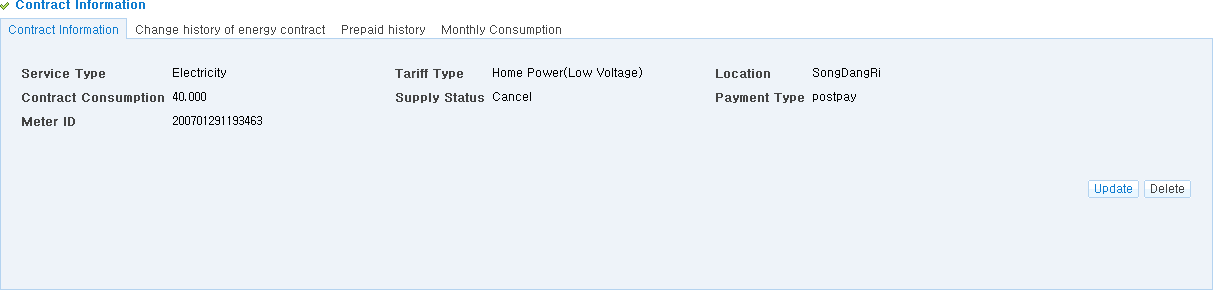 Contract Information
Contract Information Change history of energy contract Prepaid history Monthly Consumption
Service Type Electricity Tariff Type Home Power(Low Voltage) Location SongDangRi
Contract Consumption 40.000 Supply Status Cancel Payment Type postpay
Meter ID 200701291193463
Update Delete